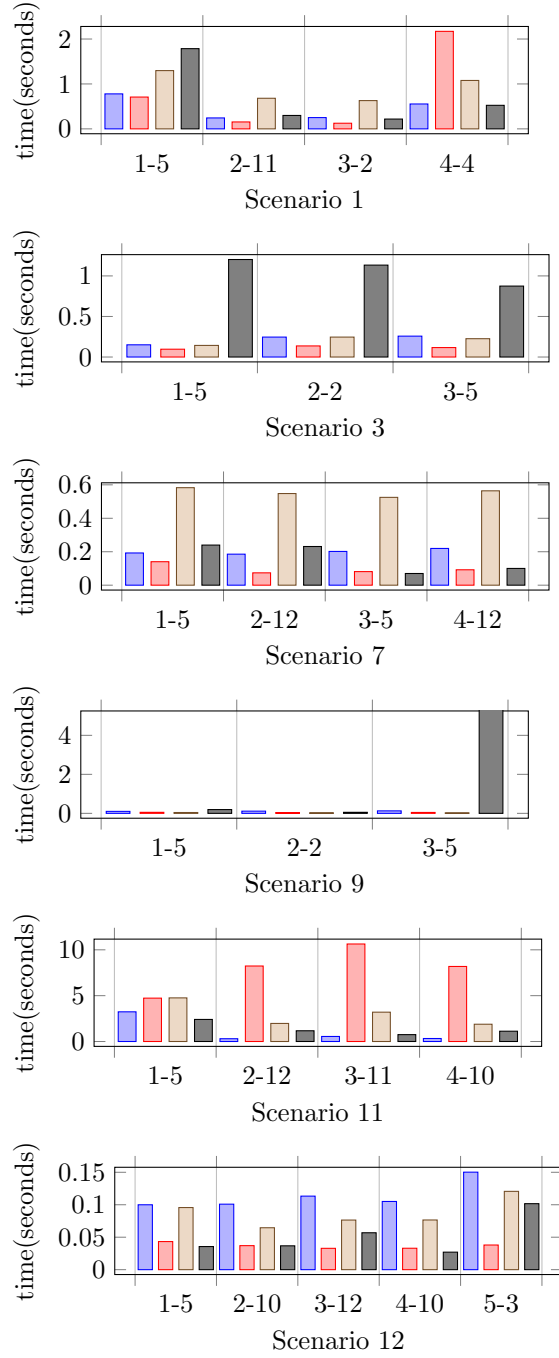 time(seconds)
2
1
0
1-5 2-11 3-2 4-4
Scenario 1
time(seconds)
1
0.5
0
1-5 2-2 3-5
Scenario 3
time(seconds)
0.6
0.4
0.2
0
1-5 2-12 3-5 4-12
Scenario 7
time(seconds)
4
2
0
1-5 2-2 3-5
Scenario 9
time(seconds)
10
5
0
1-5 2-12 3-11 4-10
Scenario 11
time(seconds)
0.15
0.1
0.05
0
1-5 2-10 3-12 4-10 5-3
Scenario 12